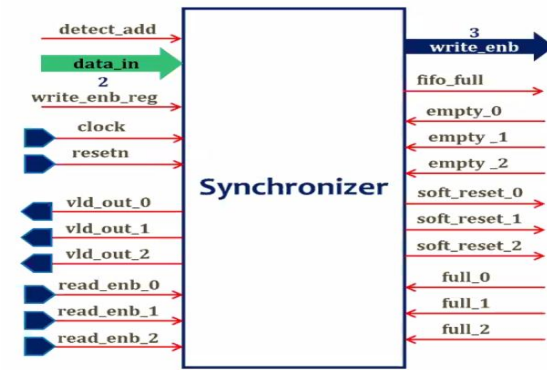 detect_add
data_in
2
write_enb_reg
clock
resetn
vld_out_0
vld_out_1
vld_out_2
read_enb_0
read_enb_1
read_enb_2
Synchronizer
3
write_enb
fifo_full
empty_0
empty _1
empty _2
soft_reset_0
soft_reset_1
soft_reset_2
full_0
full_1
full_2